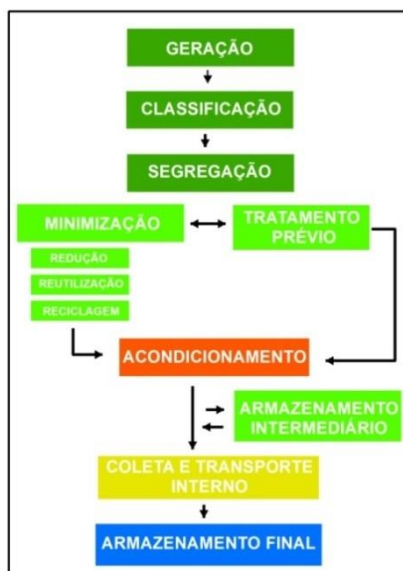 GERAÇÃO
CLASSIFICAÇÃO
SEGREGAÇÃO
MINIMIZAÇÃO
TRATAMENTO
PRÉVIO
REDUÇÃO
REUTILIZAÇÃO
RECICLAGEM
ACONDICIONAMENTO
ARMAZENAMENTO
INTERMEDIÁRIO
COLETA E TRANSPORTE
INTERNO
ARMAZENAMENTO FINAL